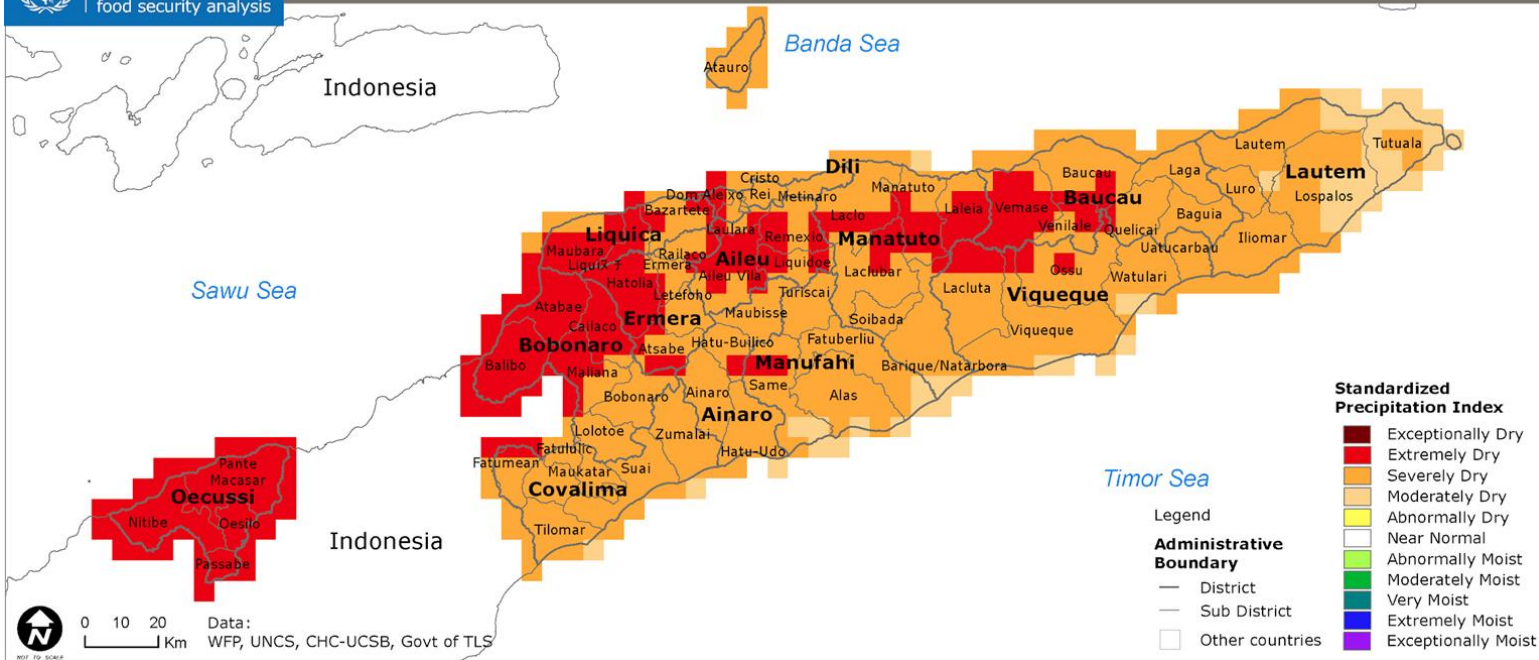 food security analysis
Banda Sea
Indonesia
Atauro
Tutuala
Lautem
Lautem
Dili
Laga
Cristo
Baucau
Luro
Lospalos
Manatuto
Dom Aleixo
Rei
Metinaro
Baucau
Bazartete
Laleia
Vemase
Baguia
Laclo
Liquica
Laulara
Venilale
Quelicai
Remexio
Manatuto
Iliomar
Maubara
Railaco
Uatucarbau
Aileu
Ermera
Liquidoe
Ossu
Aileu Vila
Laclubar
Watulari
Hatolia
Sawu Sea
Letefoho
Turiscai
Lacluta
Viqueque
Atabae
Maubisse
Ermera
Soibada
Cailaco
Viqueque
Bobonaro
Hatu-Builico
Fatuberliu
Atsabe
Manufahi
Balibo
Maliana
Barique/Natarbora
Same
Ainaro
Bobonaro
Alas
Ainaro
Lolotoe
Zumalai
Fatululic
Hatu-Udo
Fatumean
Maukatar
Suai
Pante
Macasar
Covalima
Timor Sea
Oecussi
Nitibe
Oesilo
Tilomar
Indonesia
Passabe
Standardized
Precipitation Index
Exceptionally Dry
Extremely Dry
Severely Dry
Moderately Dry
Abnormally Dry
Near Normal
Abnormally Moist
Moderately Moist
Very Moist
Extremely Moist
Exceptionally Moist
Legend
Administrative
Boundary
District
Sub District
Other countries
N
NOT TO SCALE
0 10 20
Km
Data:
WFP, UNCS, CHC-UCSB, Govt of TLS